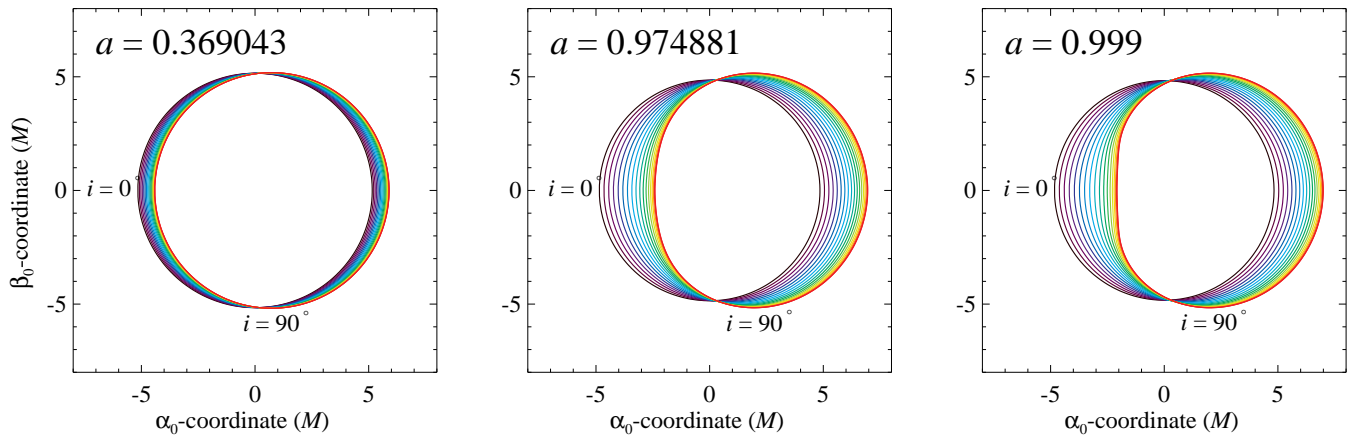 a = 0.369043
5
0
-5
i = 0°
i = 90°
-5 0 5
α₀-coordinate (M)
β₀-coordinate (M)
a = 0.974881
5
0
-5
i = 0°
i = 90°
-5 0 5
α₀-coordinate (M)
a = 0.999
5
0
-5
i = 0°
i = 90°
-5 0 5
α₀-coordinate (M)